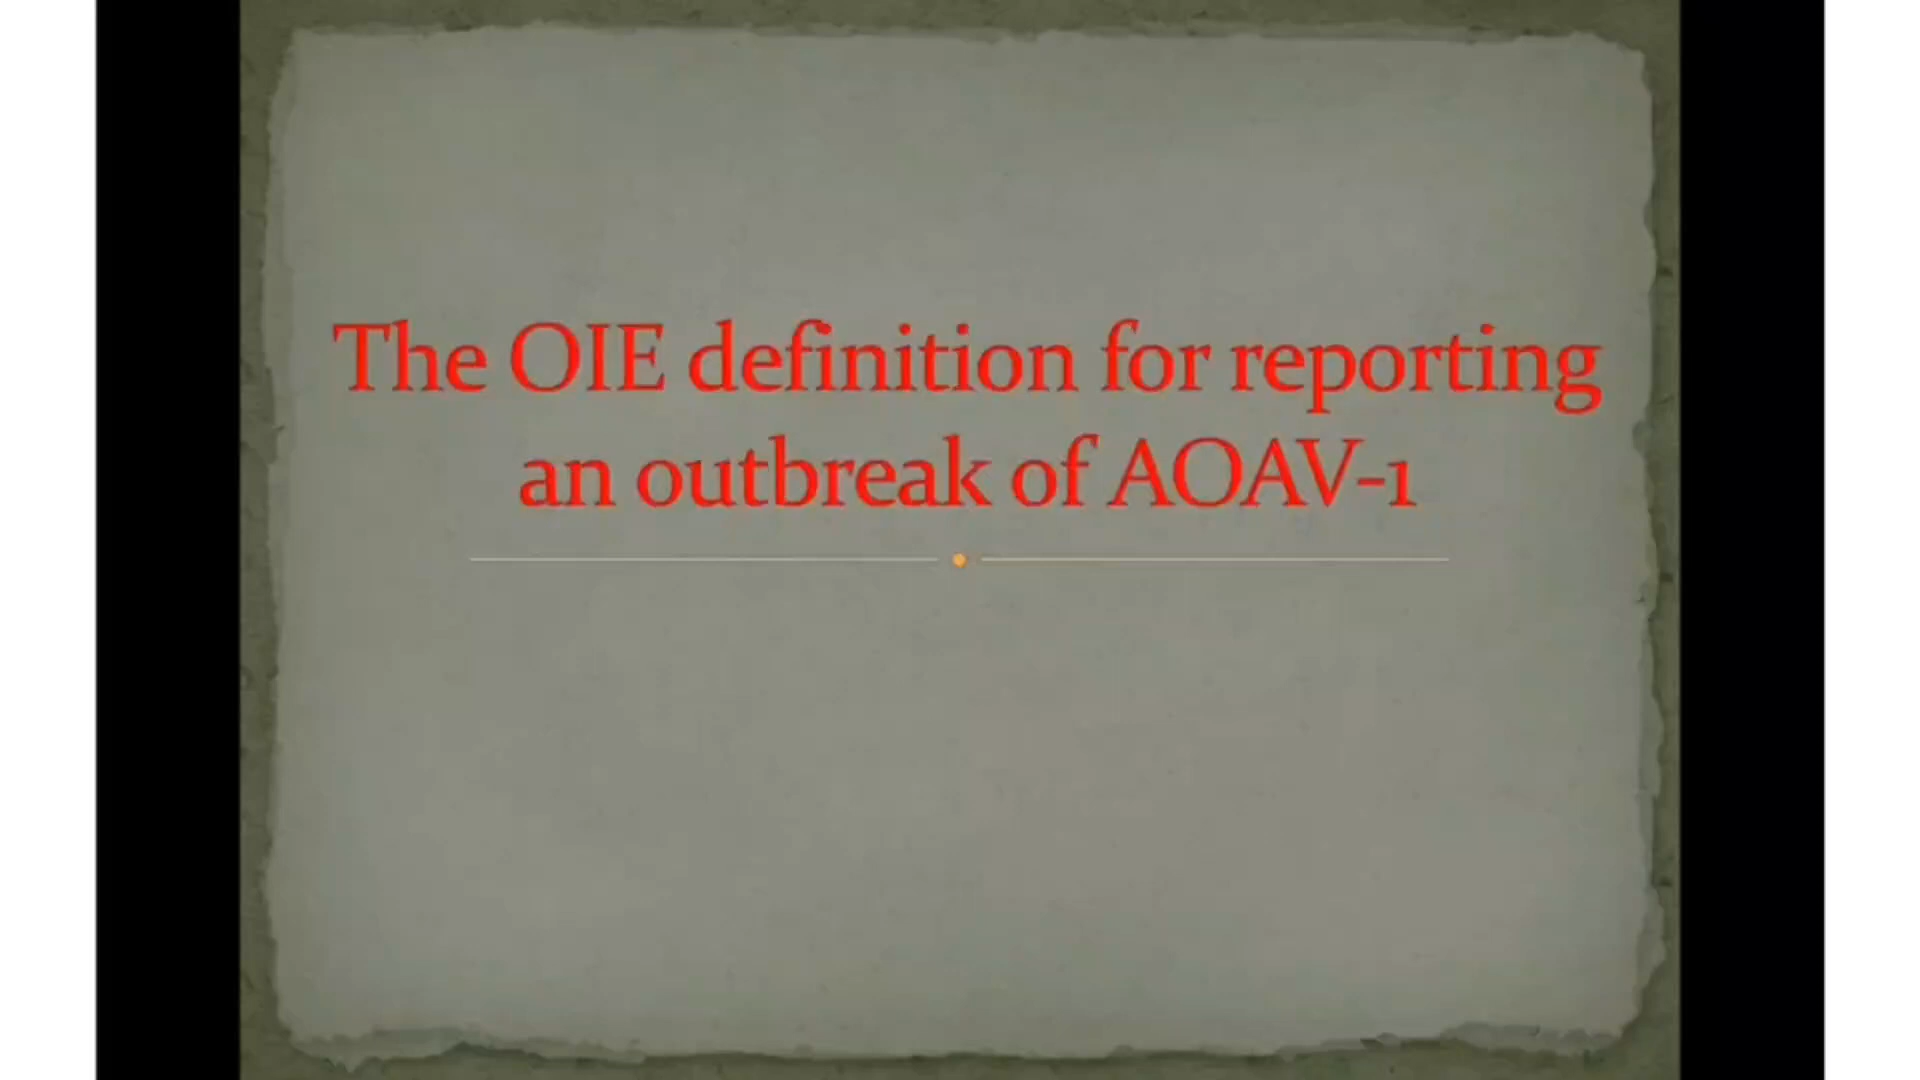 The OIE definition for reporting
an outbreak of AOAV-1